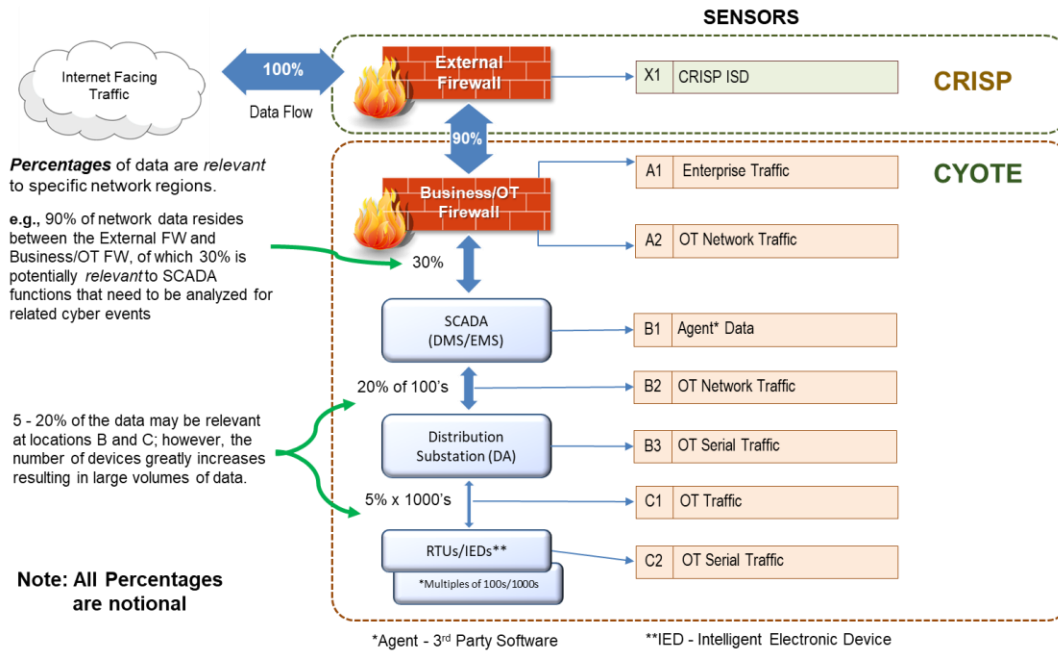 SENSORS
Internet Facing
Traffic
100%
Data Flow
External
Firewall
X1 CRISP ISD
CRISP
90%
Percentages of data are relevant
to specific network regions.
e.g., 90% of network data resides
between the External FW and
Business/OT FW, of which 30% is
potentially relevant to SCADA
functions that need to be analyzed for
related cyber events
Business/OT
Firewall
A1 Enterprise Traffic
CYOTE
A2 OT Network Traffic
30%
SCADA
(DMS/EMS)
B1 Agent* Data
20% of 100's
B2 OT Network Traffic
5 - 20% of the data may be relevant
at locations B and C; however, the
number of devices greatly increases
resulting in large volumes of data.
Distribution
Substation (DA)
B3 OT Serial Traffic
5% x 1000's
C1 OT Traffic
RTUs/IEDs**
*Multiples of 100s/1000s
C2 OT Serial Traffic
Note: All Percentages
are notional
*Agent - 3rd Party Software
**IED - Intelligent Electronic Device